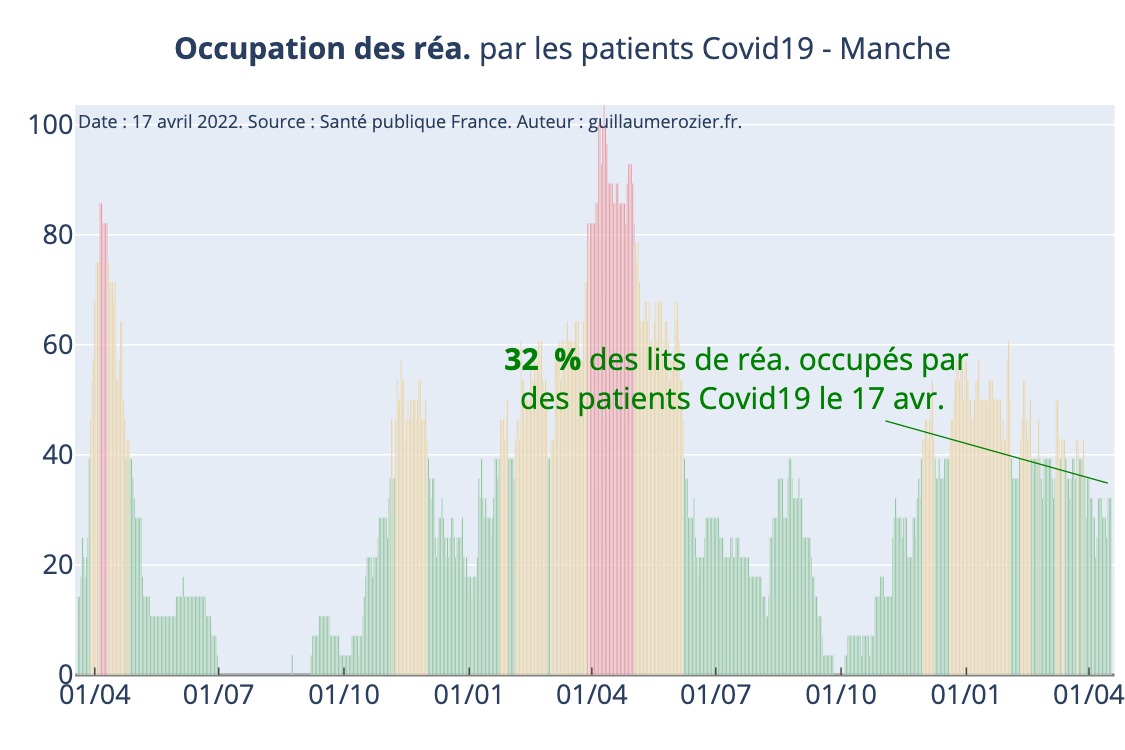 Occupation des réa. par les patients Covid19 - Manche
Date : 17 avril 2022. Source : Santé publique France. Auteur : guillaumerozier.fr.
100
80
60
40
20
0
32 % des lits de réa. occupés par
des patients Covid19 le 17 avr.
01/04 01/07 01/10 01/01 01/04 01/07 01/10 01/01 01/04